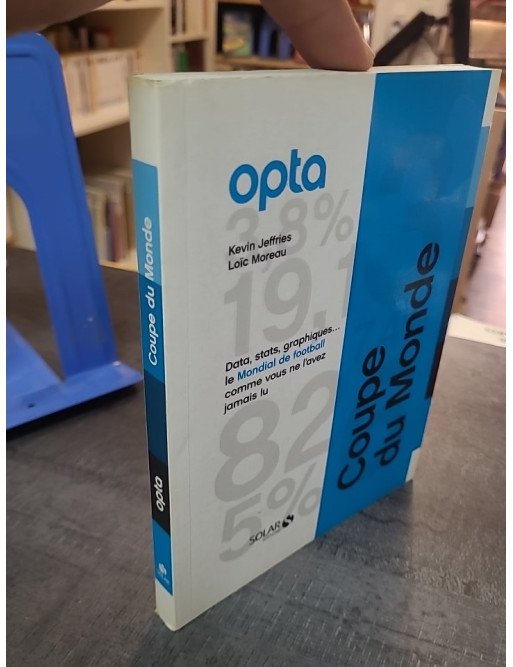 opta
Kevin Jeffries
Loïc Moreau
3,8%
19.1
Data, stats, graphiques...
le Mondial de football
comme vous ne l'avez
jamais lu
82
5%
SOLAR
Coupe
du Monde
Coupe du Monde
opta